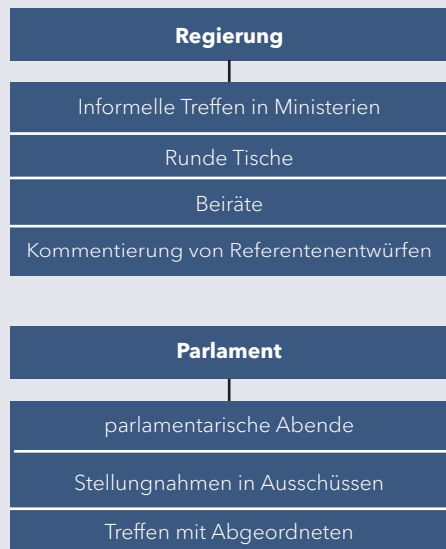 Regierung
Informelle Treffen in Ministerien
Runde Tische
Beiräte
Kommentierung von Referentenentwürfen
Parlament
parlamentarische Abende
Stellungnahmen in Ausschüssen
Treffen mit Abgeordneten